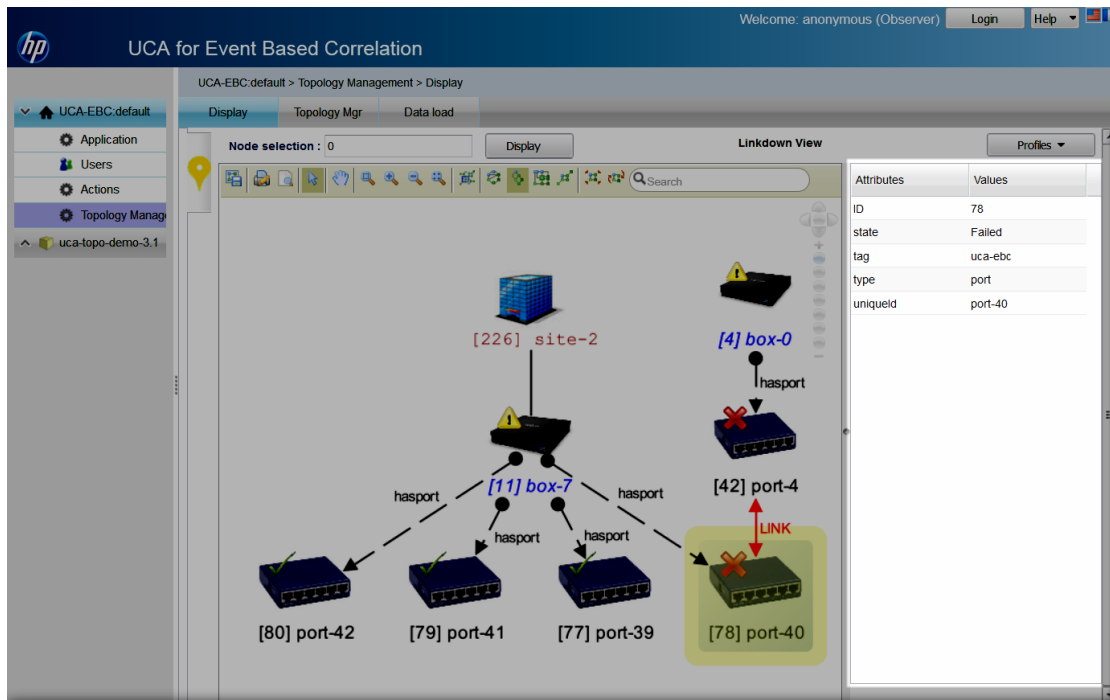 Welcome: anonymous (Observer) Login Help
hp UCA for Event Based Correlation
UCA-EBC:default > Topology Management > Display
UCA-EBC:default
Display Topology Mgr Data load
Application
Users
Actions
Topology Manag
uca-topo-demo-3.1
Node selection : 0 Display Linkdown View Profiles
Search
Attributes Values
ID 78
state Failed
tag uca-ebc
type port
uniqueId port-40
[226] site-2
[4] box-0
hasport
[11] box-7
[42] port-4
hasport
hasport
LINK
hasport
hasport
[80] port-42
[79] port-41
[77] port-39
[78] port-40